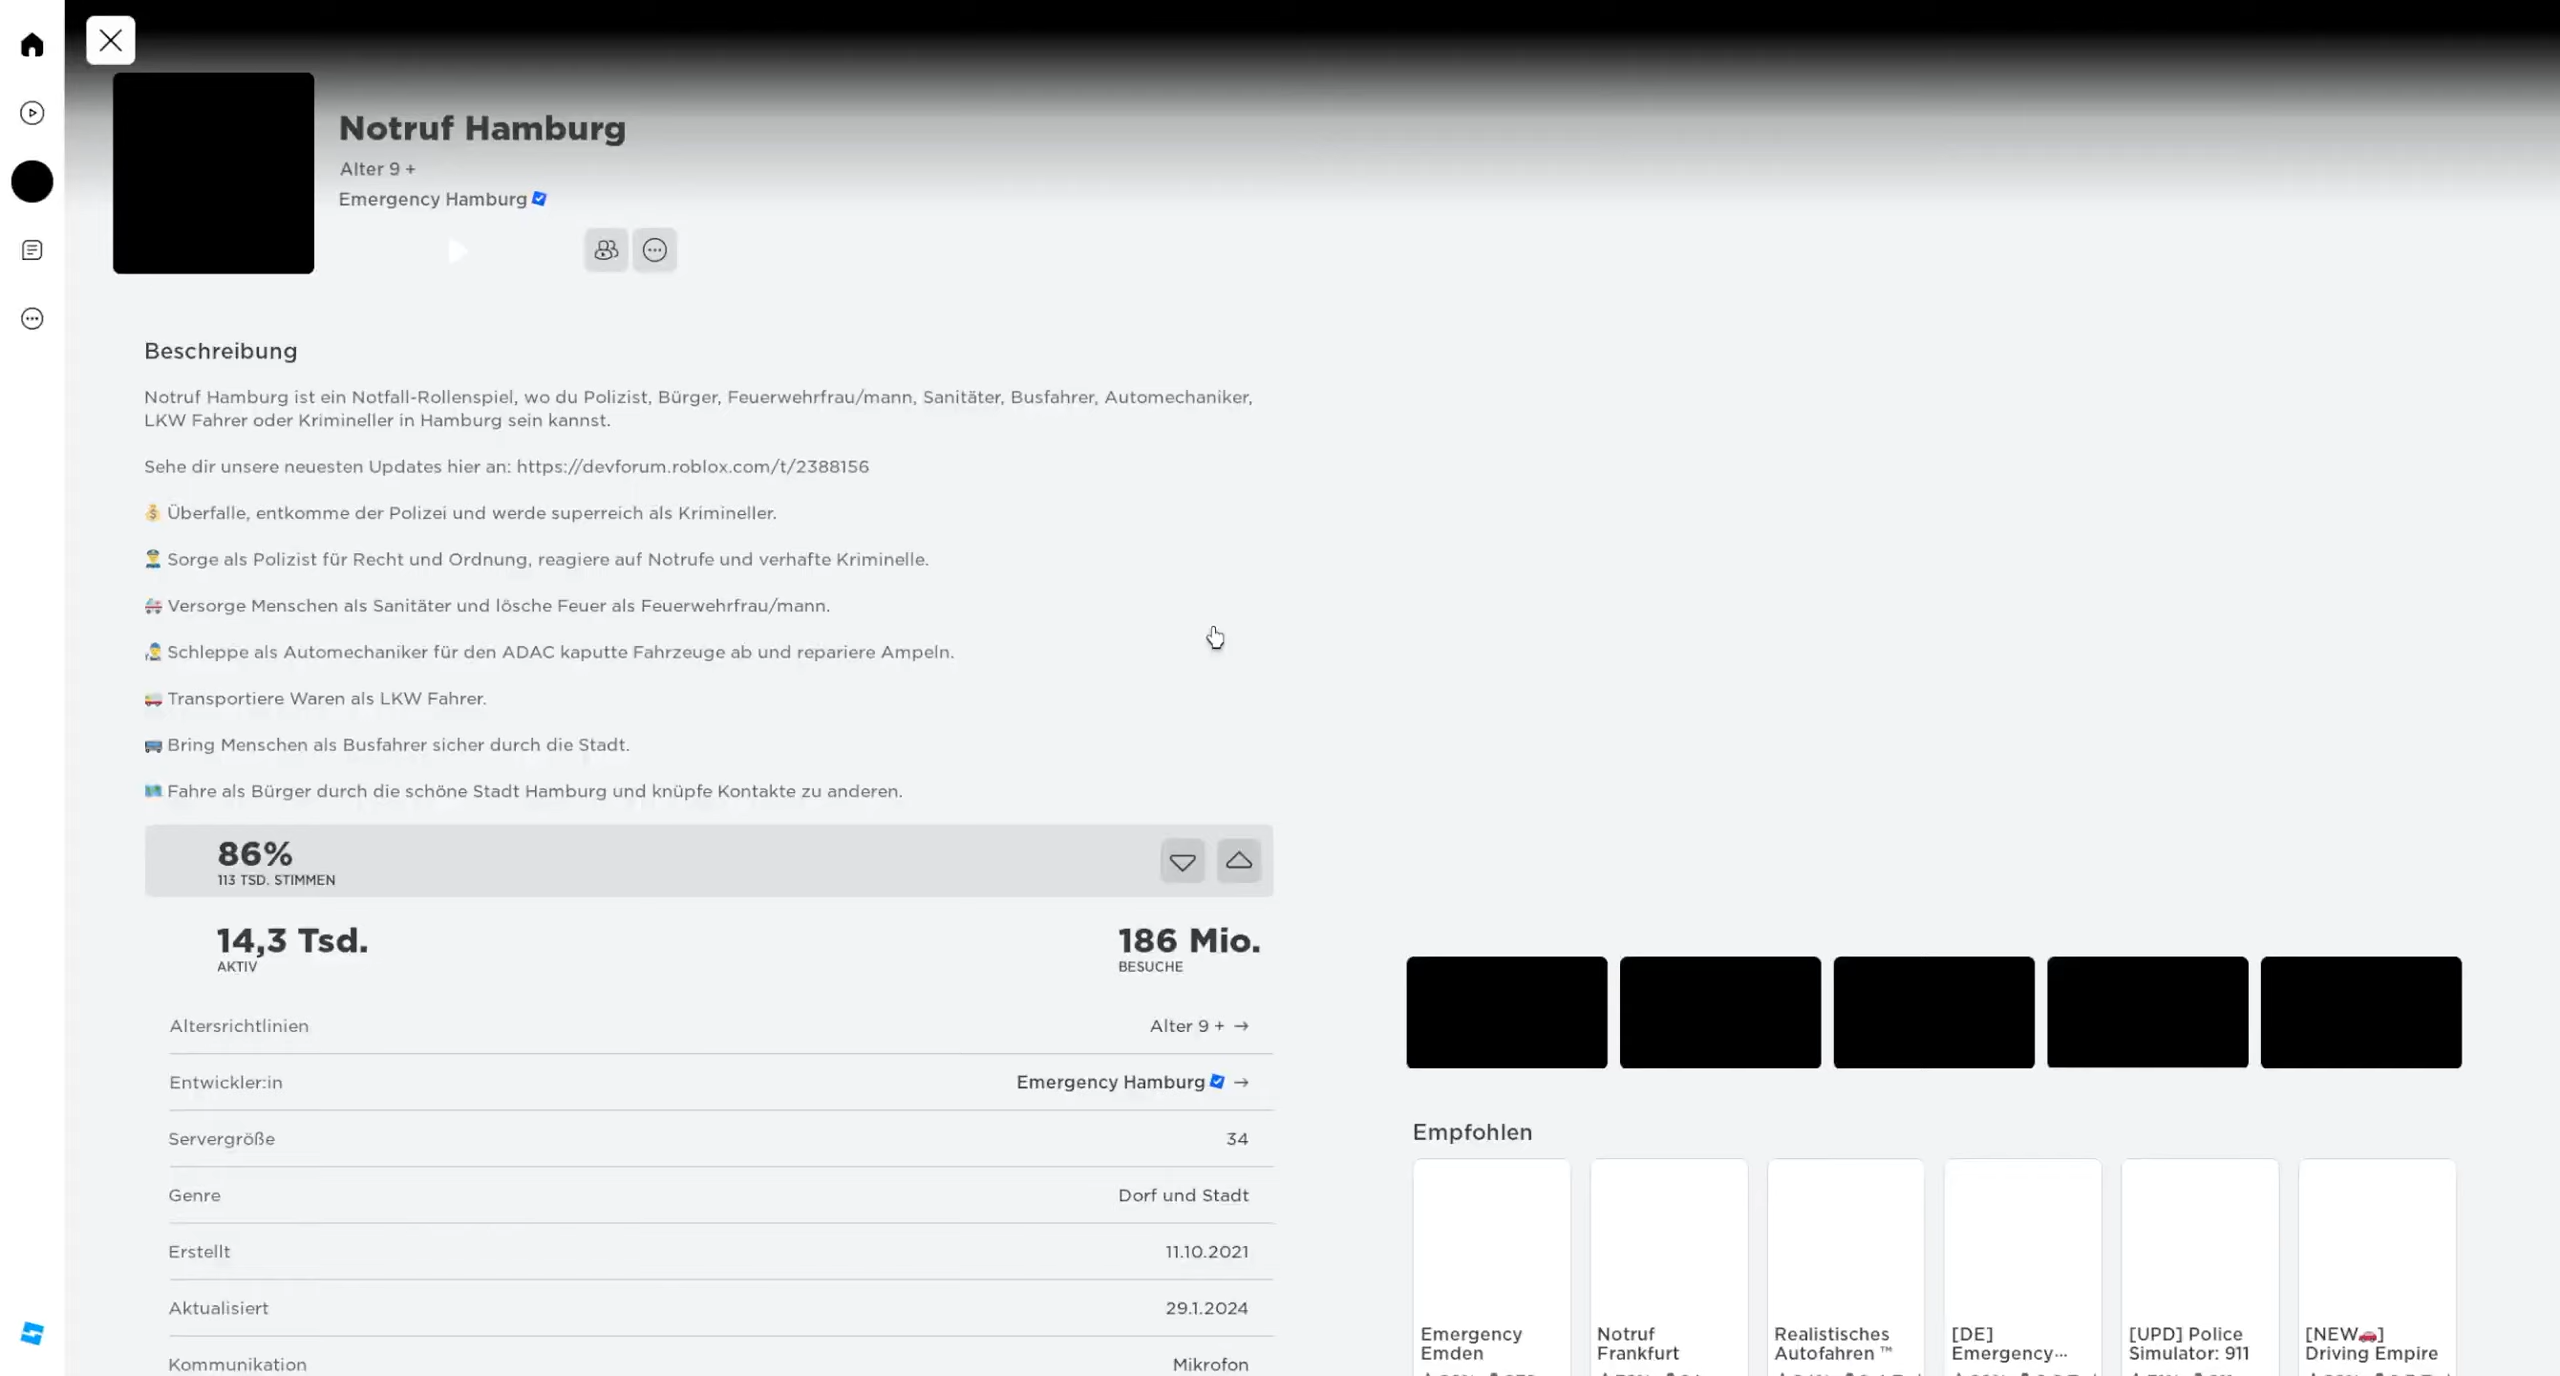 Notruf Hamburg
Alter 9 +
Emergency Hamburg
Beschreibung
Notruf Hamburg ist ein Notfall-Rollenspiel, wo du Polizist, Bürger, Feuerwehrfrau/mann, Sanitäter, Busfahrer, Automechaniker,
LKW Fahrer oder Krimineller in Hamburg sein kannst.
Sehe dir unsere neuesten Updates hier an: https://devforum.roblox.com/t/2388156
💰 Überfalle, entkomme der Polizei und werde superreich als Krimineller.
👮 Sorge als Polizist für Recht und Ordnung, reagiere auf Notrufe und verhafte Kriminelle.
🚑 Versorge Menschen als Sanitäter und lösche Feuer als Feuerwehrfrau/mann.
👨‍🔧 Schleppe als Automechaniker für den ADAC kaputte Fahrzeuge ab und repariere Ampeln.
🚚 Transportiere Waren als LKW Fahrer.
🚌 Bring Menschen als Busfahrer sicher durch die Stadt.
🗺️ Fahre als Bürger durch die schöne Stadt Hamburg und knüpfe Kontakte zu anderen.
86%
113 TSD. STIMMEN
14,3 Tsd.
AKTIV
186 Mio.
BESUCHE
Altersrichtlinien Alter 9 + →
Entwickler:in Emergency Hamburg →
Servergröße 34
Genre Dorf und Stadt
Erstellt 11.10.2021
Aktualisiert 29.1.2024
Kommunikation Mikrofon
Empfohlen
Emergency
Emden
Notruf
Frankfurt
Realistisches
Autofahren ™
[DE]
Emergency...
[UPD] Police
Simulator: 911
[NEW🚗]
Driving Empire